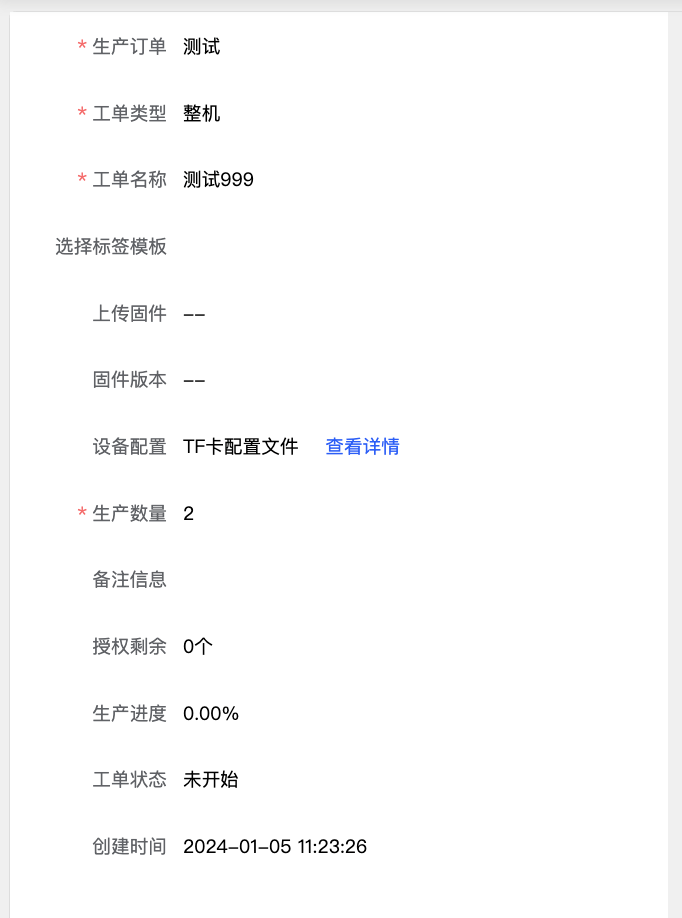 * 生产订单 测试
* 工单类型 整机
* 工单名称 测试999
选择标签模板
上传固件 --
固件版本 --
设备配置 TF卡配置文件 查看详情
* 生产数量 2
备注信息
授权剩余 0个
生产进度 0.00%
工单状态 未开始
创建时间 2024-01-05 11:23:26